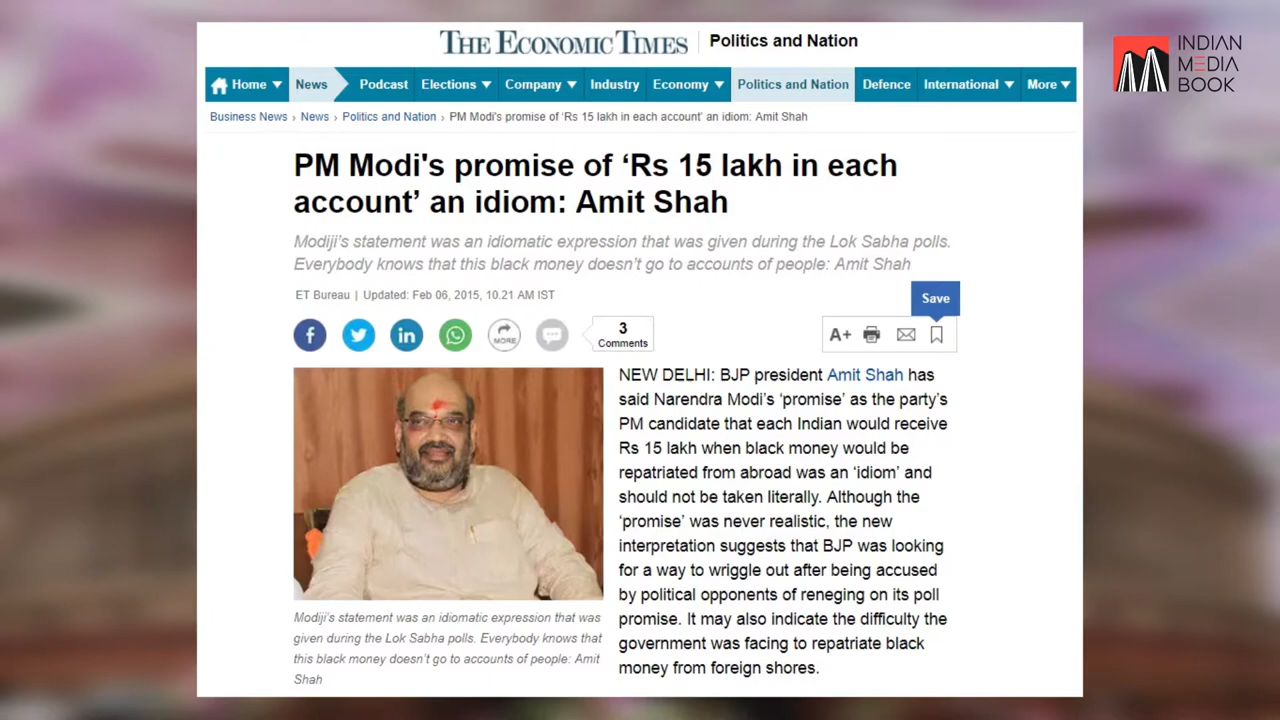 THE ECONOMIC TIMES
Politics and Nation
INDIAN
MEDIA
BOOK
Home
News
Podcast
Elections
Company
Industry
Economy
Politics and Nation
Defence
International
More
Business News › News › Politics and Nation › PM Modi's promise of 'Rs 15 lakh in each account' an idiom: Amit Shah
PM Modi's promise of ‘Rs 15 lakh in each
account’ an idiom: Amit Shah
Modiji’s statement was an idiomatic expression that was given during the Lok Sabha polls.
Everybody knows that this black money doesn’t go to accounts of people: Amit Shah
ET Bureau | Updated: Feb 06, 2015, 10.21 AM IST
Save
MORE
3
Comments
A+
NEW DELHI: BJP president Amit Shah has
said Narendra Modi’s ‘promise’ as the party’s
PM candidate that each Indian would receive
Rs 15 lakh when black money would be
repatriated from abroad was an ‘idiom’ and
should not be taken literally. Although the
‘promise’ was never realistic, the new
interpretation suggests that BJP was looking
for a way to wriggle out after being accused
by political opponents of reneging on its poll
promise. It may also indicate the difficulty the
government was facing to repatriate black
money from foreign shores.
Modiji’s statement was an idiomatic expression that was
given during the Lok Sabha polls. Everybody knows that
this black money doesn’t go to accounts of people: Amit
Shah